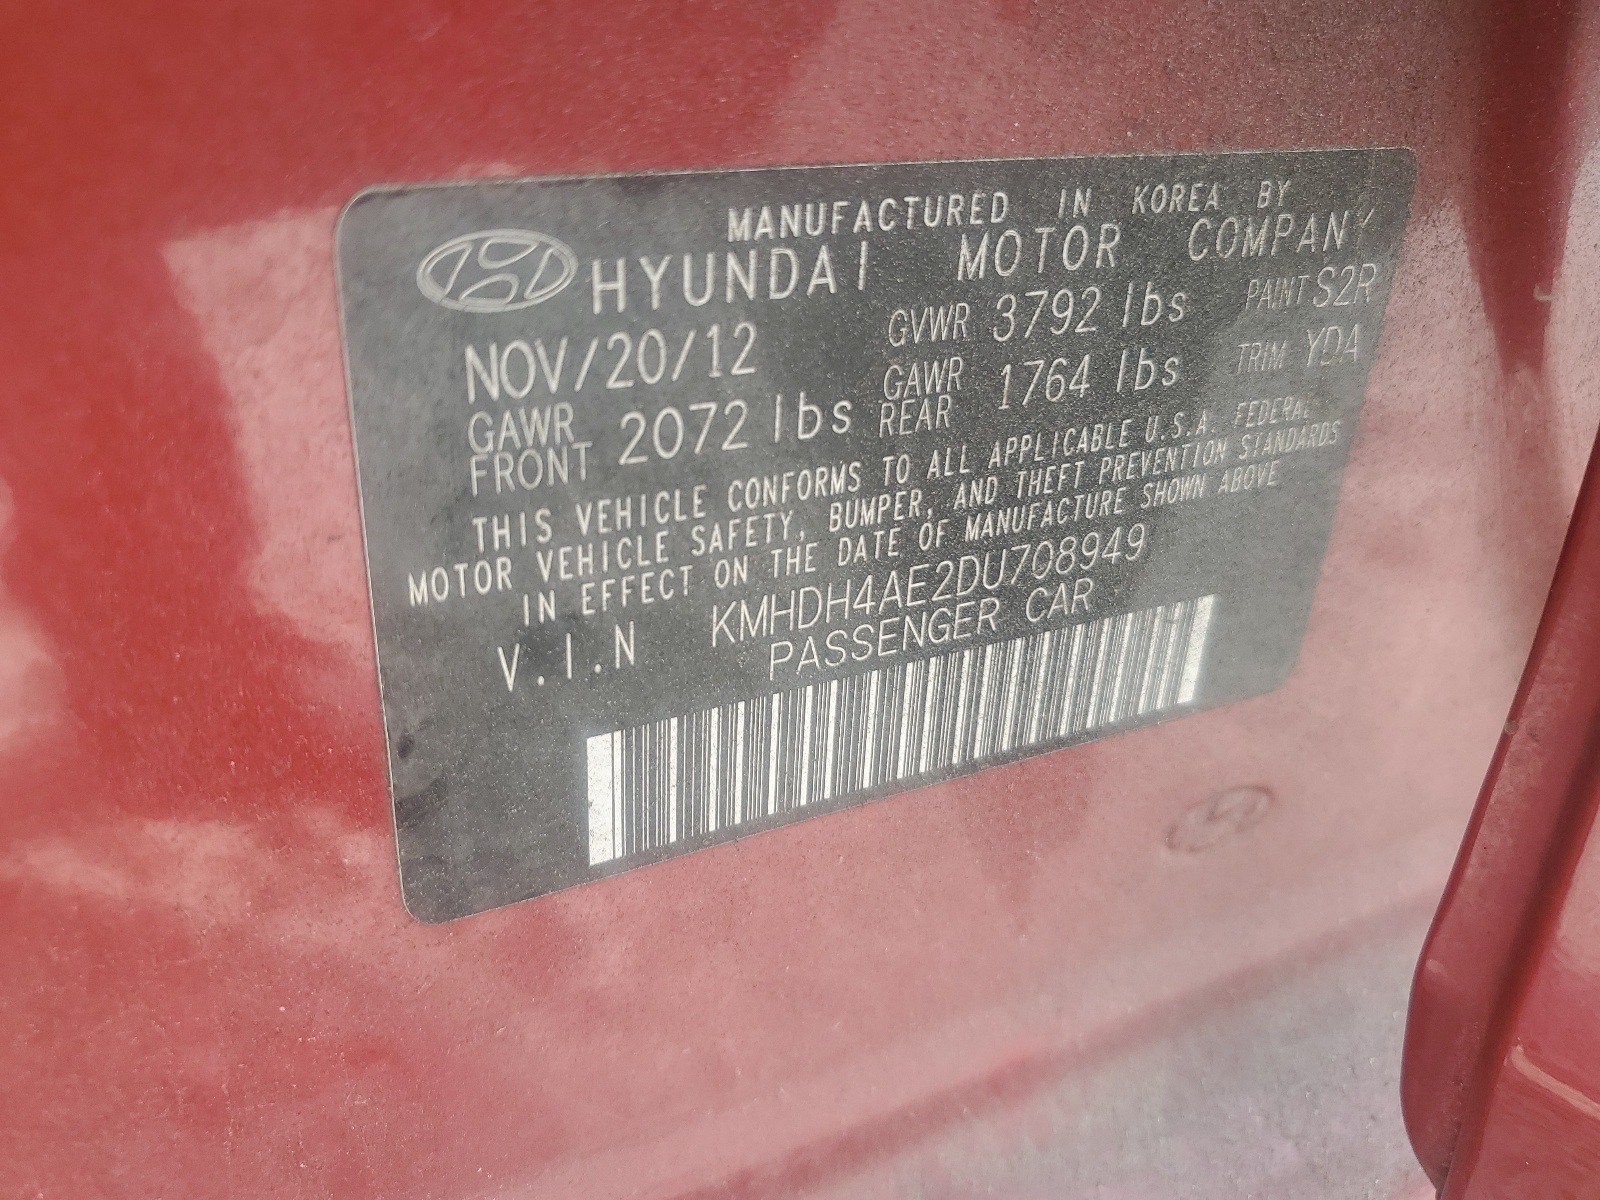 MANUFACTURED IN KOREA BY
HYUNDAI MOTOR COMPANY
NOV/20/12 GVWR 3792 lbs PAINT S2R
GAWR FRONT 2072 lbs GAWR REAR 1764 lbs TRIM YDA
THIS VEHICLE CONFORMS TO ALL APPLICABLE U.S.A. FEDERAL
MOTOR VEHICLE SAFETY, BUMPER, AND THEFT PREVENTION STANDARDS
IN EFFECT ON THE DATE OF MANUFACTURE SHOWN ABOVE
V.I.N KMHDH4AE2DU708949
PASSENGER CAR